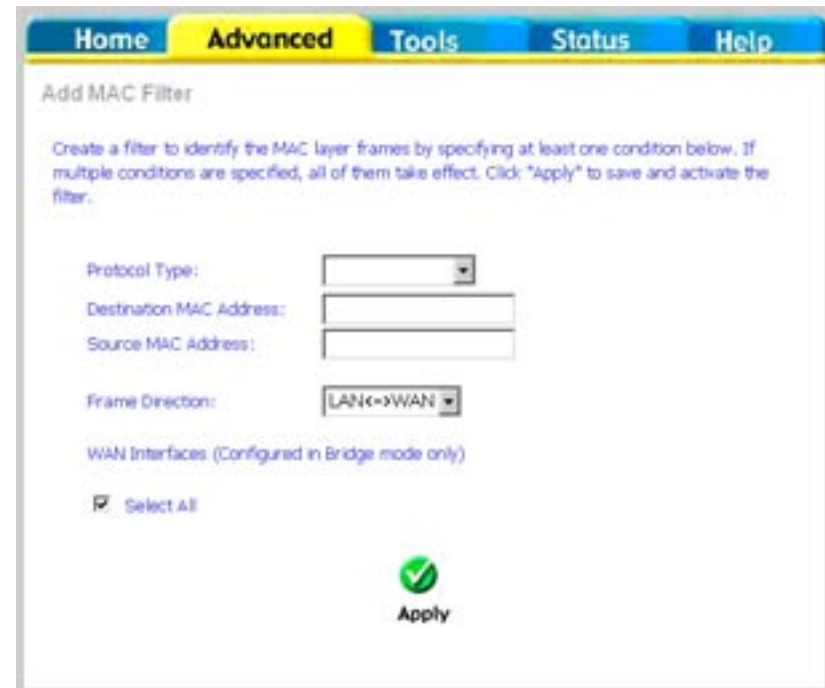 Home Advanced Tools Status Help
Add MAC Filter
Create a filter to identify the MAC layer frames by specifying at least one condition below. If
multiple conditions are specified, all of them take effect. Click "Apply" to save and activate the
filter.
Protocol Type:
Destination MAC Address:
Source MAC Address:
Frame Direction: LAN<=>WAN
WAN Interfaces (Configured in Bridge mode only)
Select All
Apply